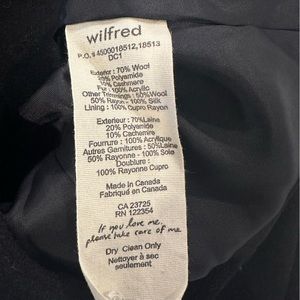 wilfred
P.O. # 4500018512,18513
DC1
Exterior : 70% Wool
20% Polyamide
10% Cashmere
Fur : 100% Acrylic
Other Trimmings : 50%Wool
50% Rayon - 100% Silk
Lining : 100% Cupro Rayon
Exterieur : 70%Laine
20% Polyamide
10% Cachemire
Fourrure : 100% Acrylique
Autres Garnitures : 50%Laine
50% Rayonne - 100% Soie
Doublure :
100% Rayonne Cupro
Made in Canada
Fabriqué en Canada
CA 23725
RN 122354
If you love me,
please take care of me.
Dry Clean Only
Nettoyer à sec
seulement